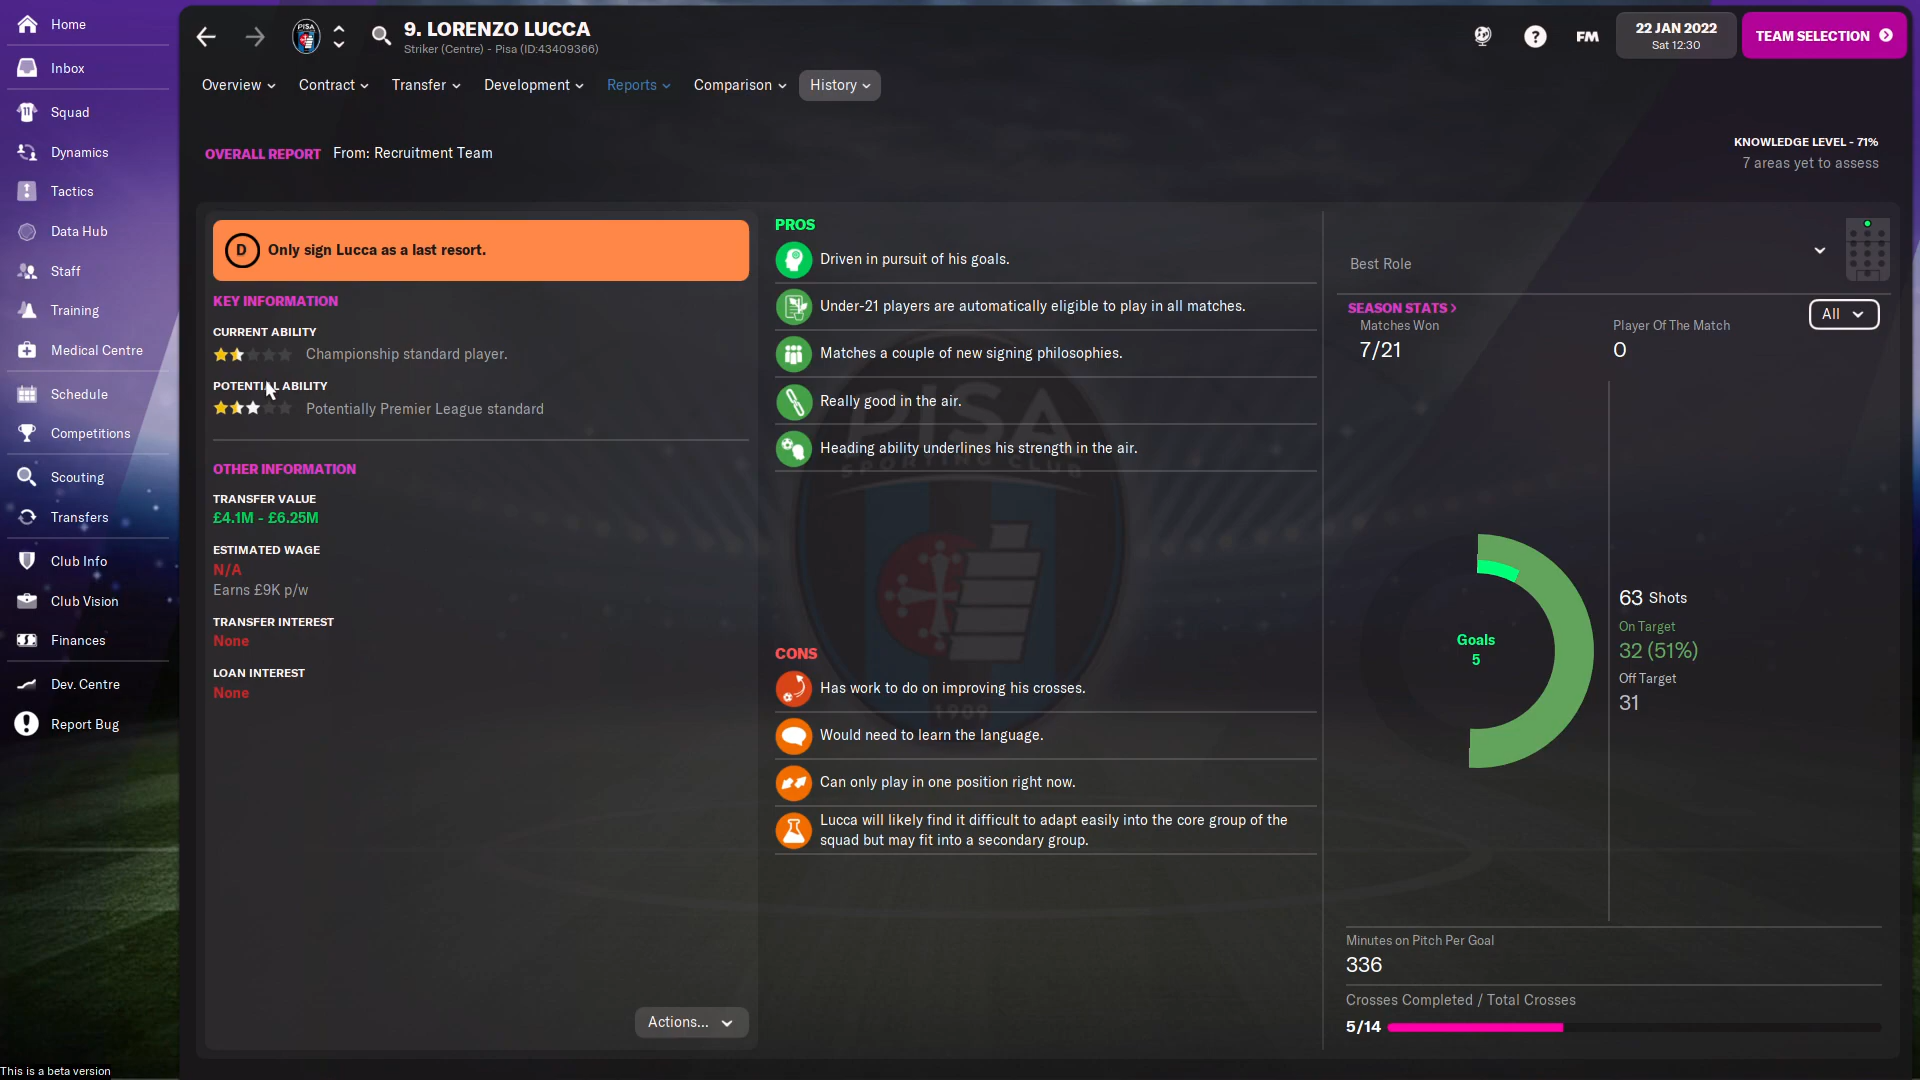 Home
Inbox
Squad
Dynamics
Tactics
Data Hub
Staff
Training
Medical Centre
Schedule
Competitions
Scouting
Transfers
Club Info
Club Vision
Finances
Dev. Centre
Report Bug
This is a beta version
PISA
9. LORENZO LUCCA
Striker (Centre) - Pisa (ID:43409366)
?
FM
22 JAN 2022
Sat 12:30
TEAM SELECTION
Overview
Contract
Transfer
Development
Reports
Comparison
History
OVERALL REPORT From: Recruitment Team
KNOWLEDGE LEVEL - 71%
7 areas yet to assess
D Only sign Lucca as a last resort.
KEY INFORMATION
CURRENT ABILITY
Championship standard player.
POTENTIAL ABILITY
Potentially Premier League standard
OTHER INFORMATION
TRANSFER VALUE
£4.1M - £6.25M
ESTIMATED WAGE
N/A
Earns £9K p/w
TRANSFER INTEREST
None
LOAN INTEREST
None
Actions...
PROS
Driven in pursuit of his goals.
Under-21 players are automatically eligible to play in all matches.
Matches a couple of new signing philosophies.
Really good in the air.
Heading ability underlines his strength in the air.
PISA
SPORTING CLUB
1909
CONS
Has work to do on improving his crosses.
Would need to learn the language.
Can only play in one position right now.
Lucca will likely find it difficult to adapt easily into the core group of the
squad but may fit into a secondary group.
Best Role
SEASON STATS >
All
Matches Won
7/21
Player Of The Match
0
Goals
5
63 Shots
On Target
32 (51%)
Off Target
31
Minutes on Pitch Per Goal
336
Crosses Completed / Total Crosses
5/14